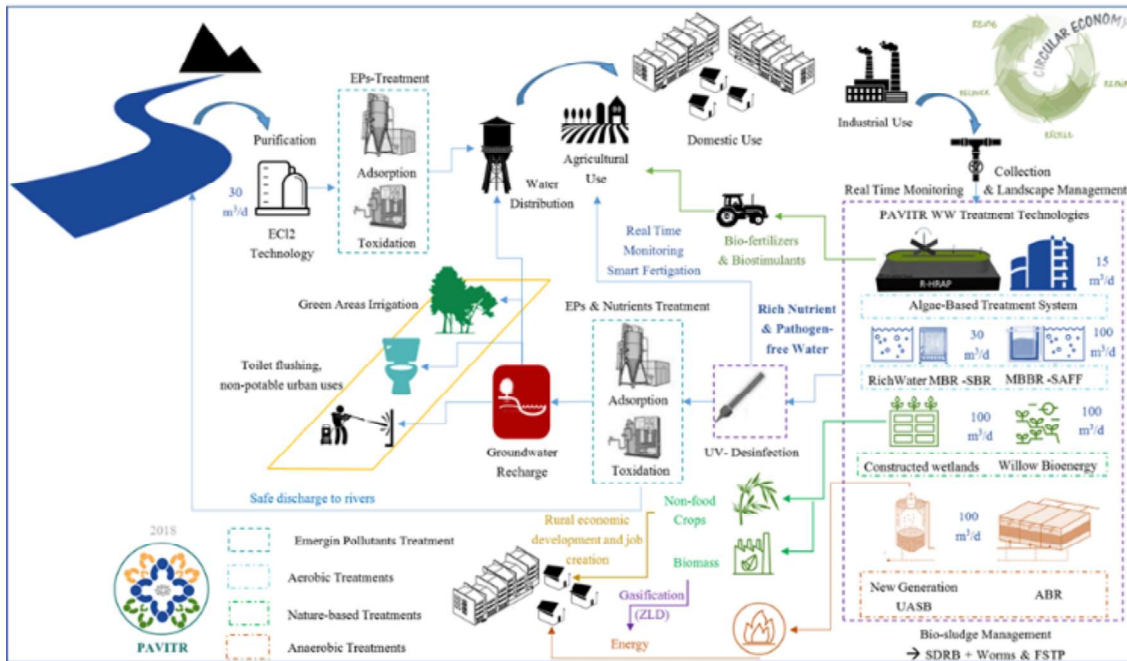 REUSE
CIRCULAR ECONOMY
RECOVER
RECYCLE
EPs-Treatment
Purification
30
m³/d
ECl2
Technology
Adsorption
Toxidation
Water
Distribution
Agricultural
Use
Domestic Use
Industrial Use
Collection
Real Time Monitoring
& Landscape Management
PAVITR WW Treatment Technologies
R-HRAP
15
m³/d
Algae-Based Treatment System
30
m³/d
100
m³/d
RichWater MBR -SBR
MBBR -SAFF
100
m³/d
100
m³/d
Constructed wetlands
Willow Bioenergy
100
m³/d
New Generation
UASB
ABR
Bio-sludge Management
→ SDRB + Worms & FSTP
Bio-fertilizers
& Biostimulants
Real Time
Monitoring
Smart Fertigation
Rich Nutrient
& Pathogen-
free Water
EPs & Nutrients Treatment
Adsorption
Toxidation
UV- Desinfection
Green Areas Irrigation
Toilet flushing,
non-potable urban uses
Groundwater
Recharge
Safe discharge to rivers
Non-food
Crops
Biomass
Rural economic
development and job
creation
Gasification
(ZLD)
Energy
2018
PAVITR
Emergin Pollutants Treatment
Aerobic Treatments
Nature-based Treatments
Anaerobic Treatments